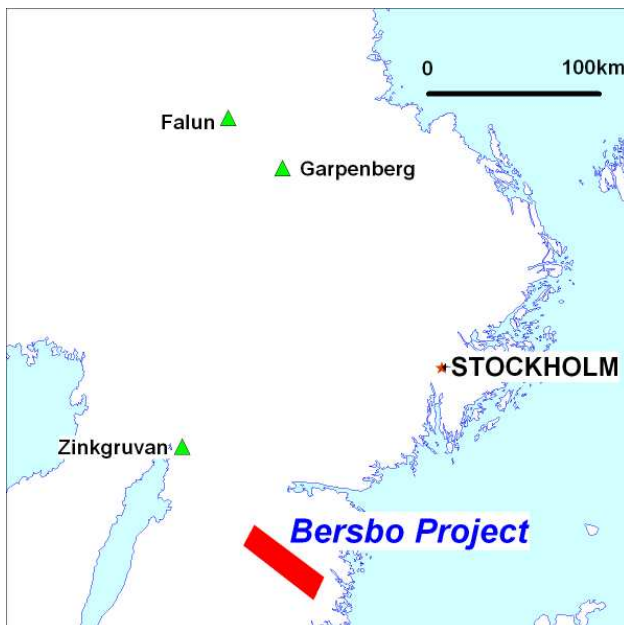 0 100km
Falun
Garpenberg
STOCKHOLM
Zinkgruvan
Bersbo Project